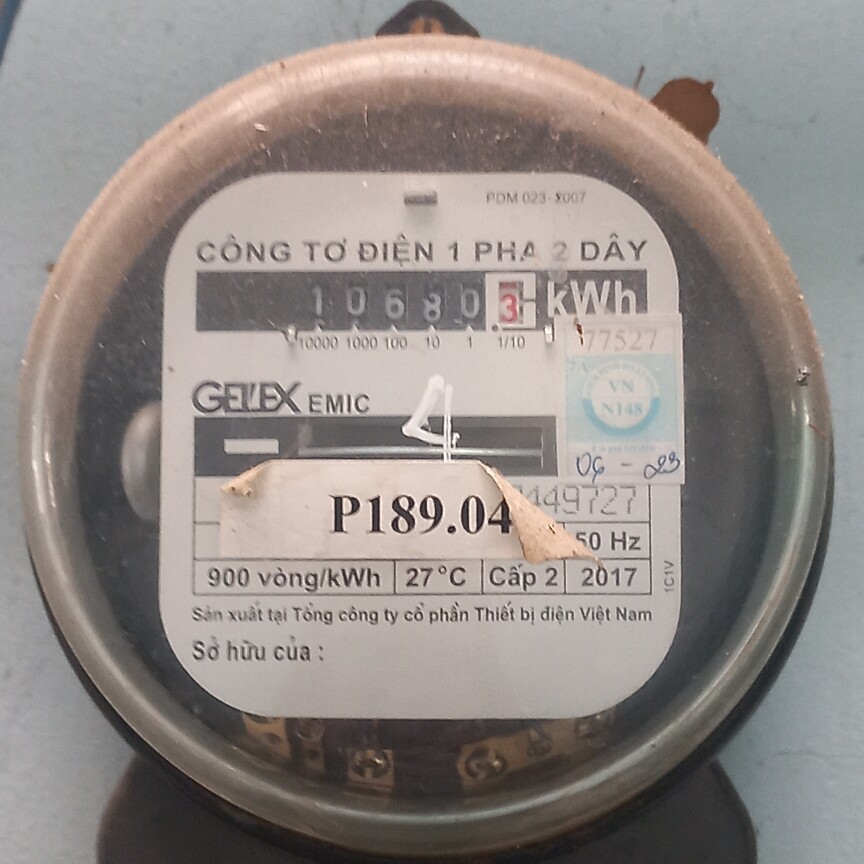 PDM 023-2007
CÔNG TƠ ĐIỆN 1 PHA 2 DÂY
1 0 6 8 0 3 kWh
10000 1000 100 10 1 1/10
77527
VN
N148
06 - 23
GELEX EMIC
4
449727
P189.04
50 Hz
900 vòng/kWh 27°C Cấp 2 2017
1C1V
Sản xuất tại Tổng công ty cổ phần Thiết bị điện Việt Nam
Sở hữu của :